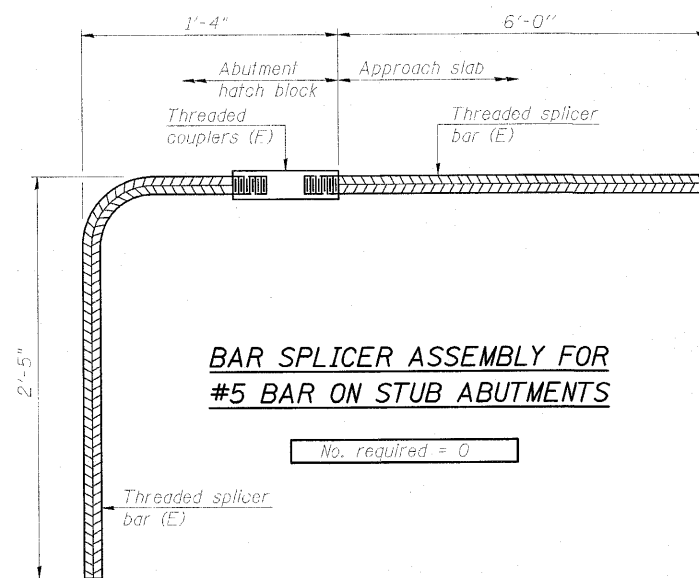 1'-4"
6'-0"
Abutment
hatch block
Approach slab
Threaded
couplers (E)
Threaded splicer
bar (E)
2'-5"
BAR SPLICER ASSEMBLY FOR
#5 BAR ON STUB ABUTMENTS
No. required = 0
Threaded splicer
bar (E)